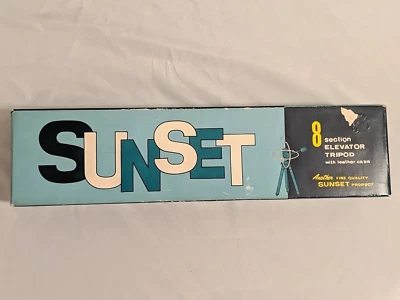 SUNSET
8 section
ELEVATOR
TRIPOD
with leather case
Another FINE QUALITY
SUNSET PRODUCT